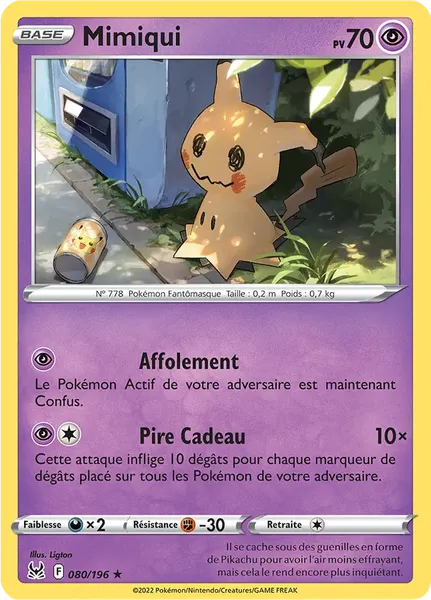 BASE Mimiqui PV70
N° 778 Pokémon Fantômasque Taille : 0,2 m Poids : 0,7 kg
Affolement
Le Pokémon Actif de votre adversaire est maintenant
Confus.
Pire Cadeau 10×
Cette attaque inflige 10 dégâts pour chaque marqueur de
dégâts placé sur tous les Pokémon de votre adversaire.
Faiblesse ×2 Résistance -30 Retraite
Illus. Ligton
F 080/196 ★
Il se cache sous des guenilles en forme
de Pikachu pour avoir l'air moins effrayant,
mais cela le rend encore plus inquiétant.
©2022 Pokémon/Nintendo/Creatures/GAME FREAK